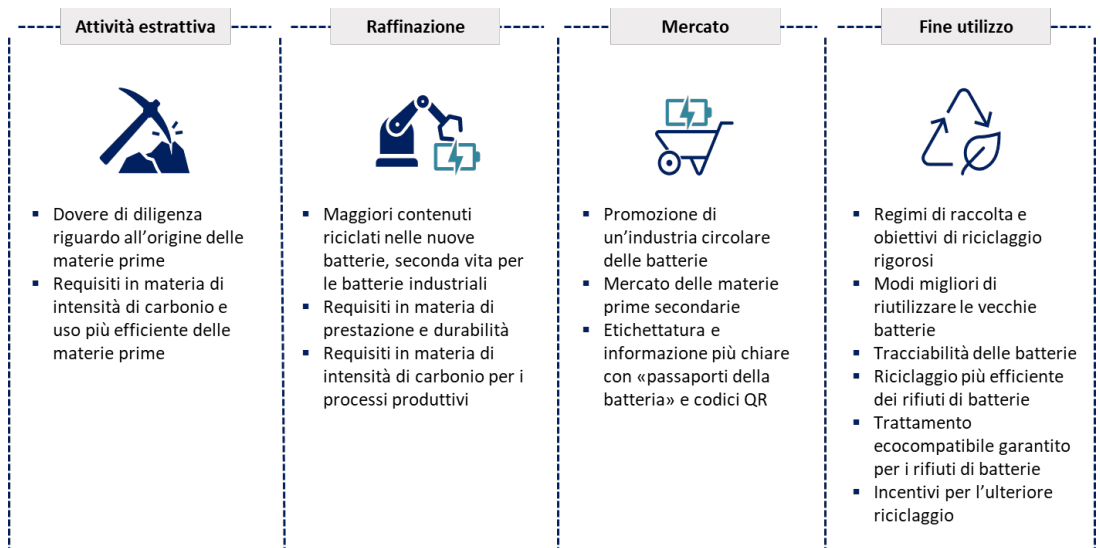 Attività estrattiva
▪ Dovere di diligenza
riguardo all’origine delle
materie prime
▪ Requisiti in materia di
intensità di carbonio e
uso più efficiente delle
materie prime
Raffinazione
▪ Maggiori contenuti
riciclati nelle nuove
batterie, seconda vita per
le batterie industriali
▪ Requisiti in materia di
prestazione e durabilità
▪ Requisiti in materia di
intensità di carbonio per i
processi produttivi
Mercato
▪ Promozione di
un’industria circolare
delle batterie
▪ Mercato delle materie
prime secondarie
▪ Etichettatura e
informazione più chiare
con «passaporti della
batteria» e codici QR
Fine utilizzo
▪ Regimi di raccolta e
obiettivi di riciclaggio
rigorosi
▪ Modi migliori di
riutilizzare le vecchie
batterie
▪ Tracciabilità delle batterie
▪ Riciclaggio più efficiente
dei rifiuti di batterie
▪ Trattamento
ecocompatibile garantito
per i rifiuti di batterie
▪ Incentivi per l’ulteriore
riciclaggio